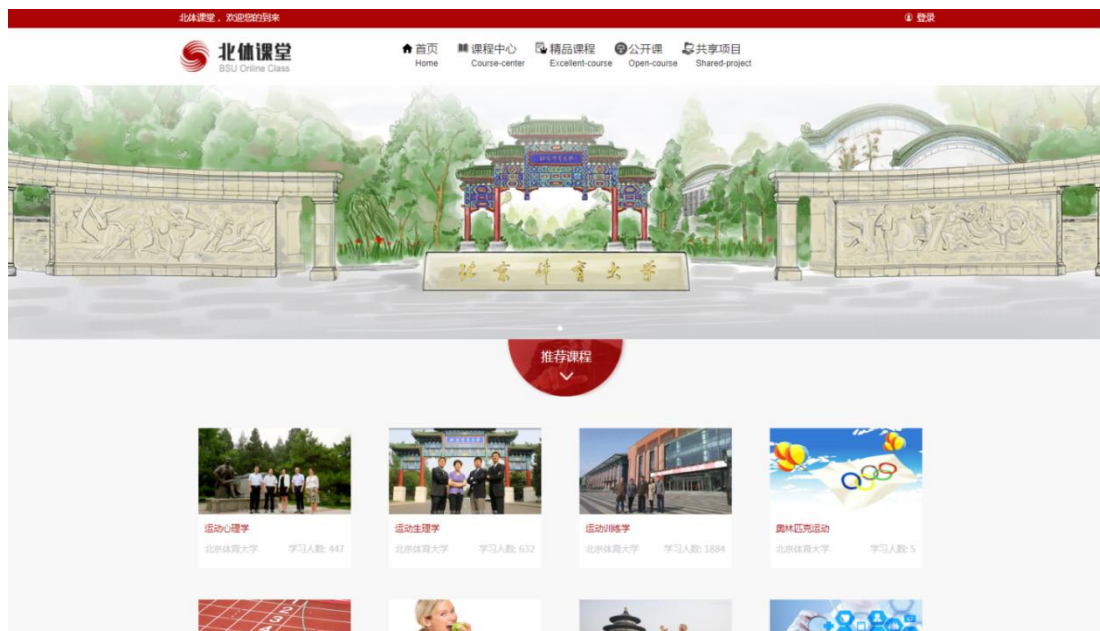 北体课堂，欢迎您的到来
登录
北体课堂
BSU Online Class
首页
Home
课程中心
Course-center
精品课程
Excellent-course
公开课
Open-course
共享项目
Shared-project
北京体育大学
推荐课程
运动心理学
北京体育大学 学习人数: 447
运动生理学
北京体育大学 学习人数: 632
运动训练学
北京体育大学 学习人数: 1884
奥林匹克运动
北京体育大学 学习人数: 5